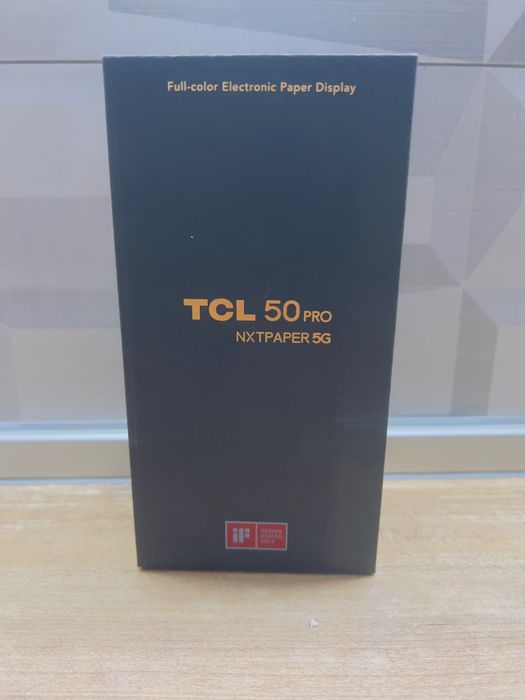 Full-color Electronic Paper Display
TCL 50 PRO
NXTPAPER 5G
iF
DESIGN
AWARD
2024